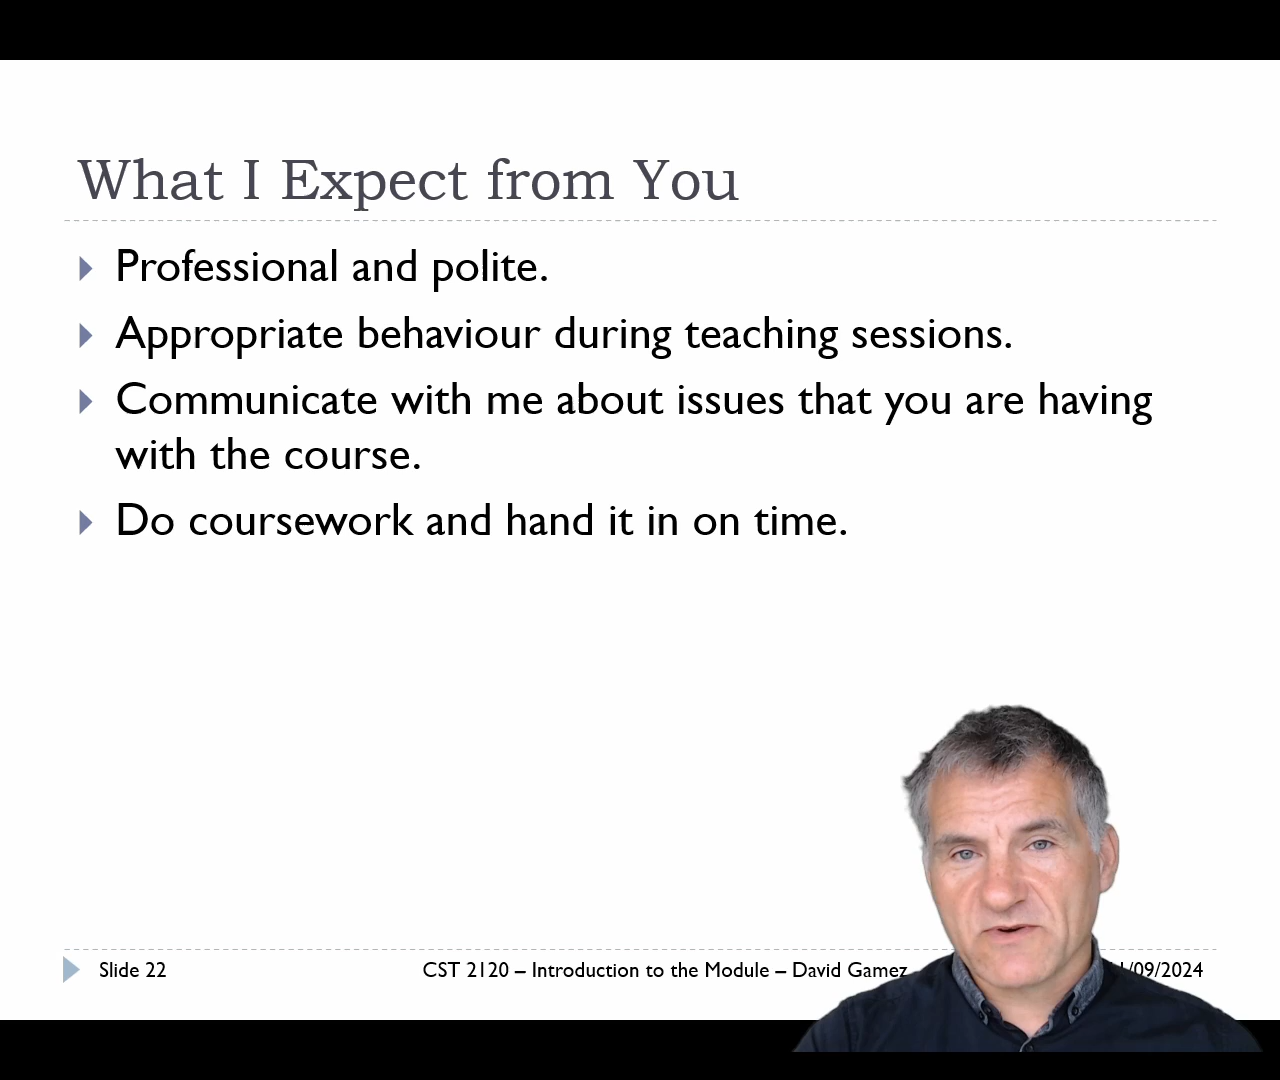 What I Expect from You
Professional and polite.
Appropriate behaviour during teaching sessions.
Communicate with me about issues that you are having
with the course.
Do coursework and hand it in on time.
Slide 22
CST 2120 – Introduction to the Module – David Gamez
/09/2024